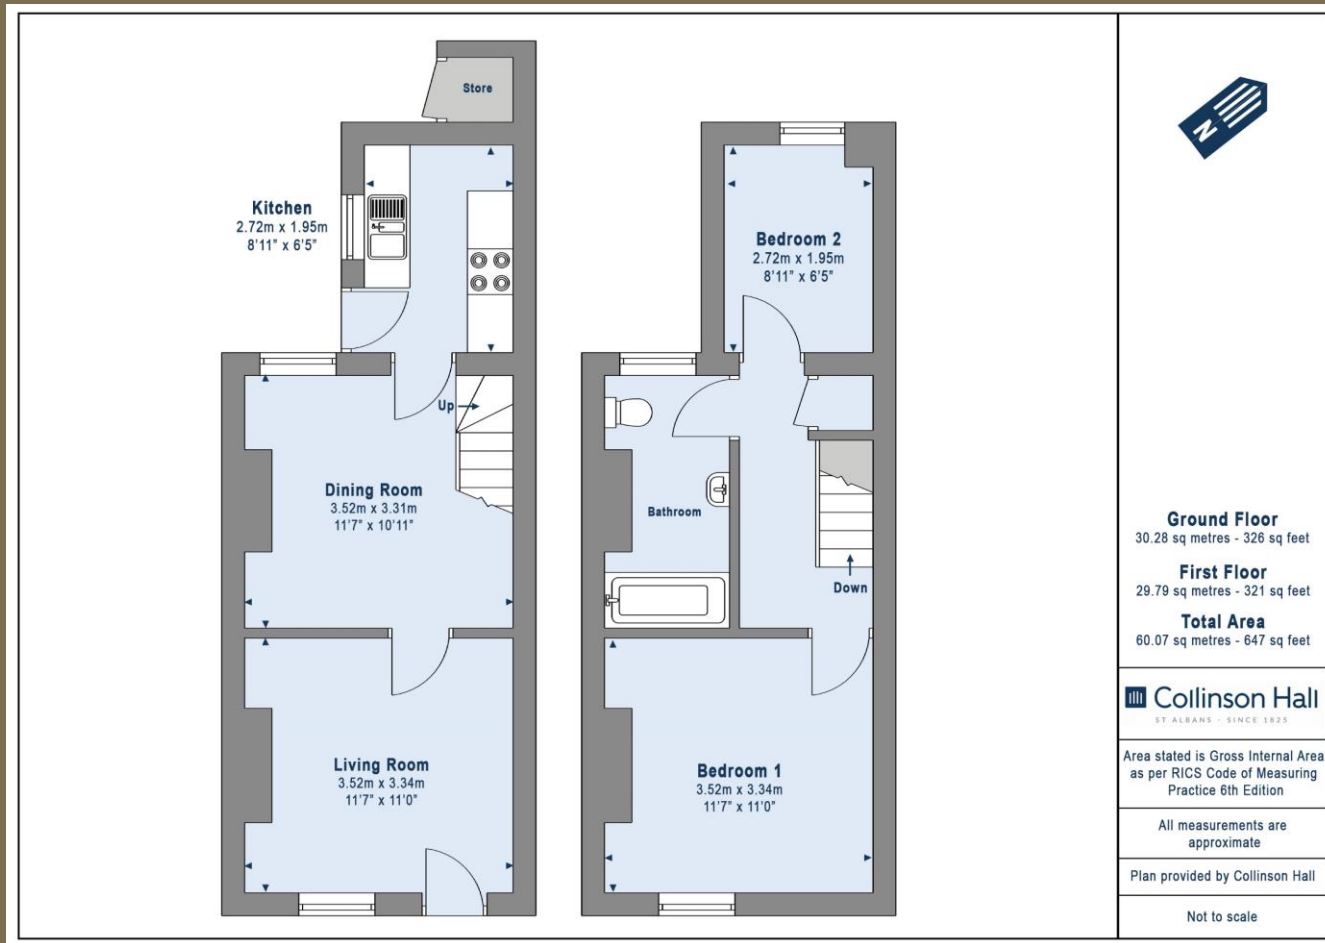 Store
Kitchen
2.72m x 1.95m
8'11" x 6'5"
Up
Dining Room
3.52m x 3.31m
11'7" x 10'11"
Living Room
3.52m x 3.34m
11'7" x 11'0"
Bedroom 2
2.72m x 1.95m
8'11" x 6'5"
Bathroom
Down
Bedroom 1
3.52m x 3.34m
11'7" x 11'0"
N
Ground Floor
30.28 sq metres - 326 sq feet
First Floor
29.79 sq metres - 321 sq feet
Total Area
60.07 sq metres - 647 sq feet
Collinson Hall
ST ALBANS - SINCE 1825
Area stated is Gross Internal Area
as per RICS Code of Measuring
Practice 6th Edition
All measurements are
approximate
Plan provided by Collinson Hall
Not to scale